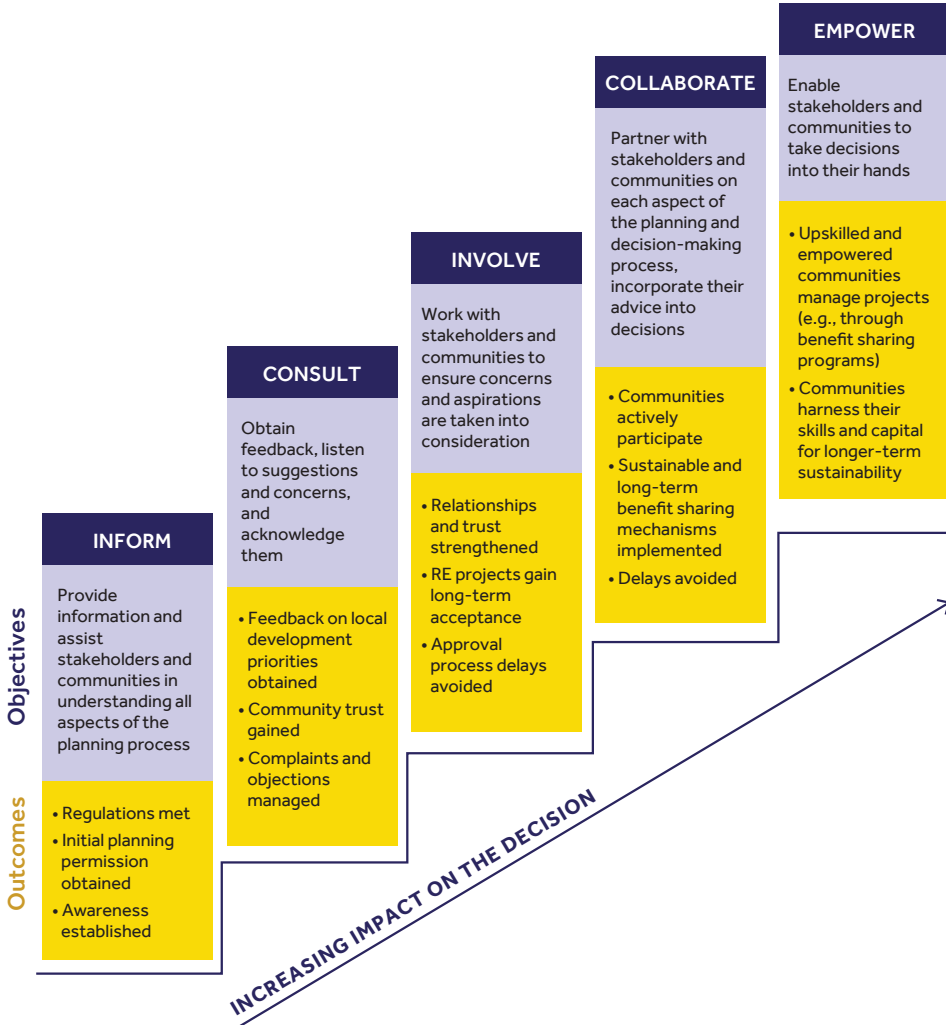 EMPOWER
Enable
stakeholders and
communities to
take decisions
into their hands
• Upskilled and
empowered
communities
manage projects
(e.g., through
benefit sharing
programs)
• Communities
harness their
skills and capital
for longer-term
sustainability
COLLABORATE
Partner with
stakeholders and
communities on
each aspect of
the planning and
decision-making
process,
incorporate their
advice into
decisions
• Communities
actively
participate
• Sustainable and
long-term
benefit sharing
mechanisms
implemented
• Delays avoided
INVOLVE
Work with
stakeholders and
communities to
ensure concerns
and aspirations
are taken into
consideration
• Relationships
and trust
strengthened
• RE projects gain
long-term
acceptance
• Approval
process delays
avoided
CONSULT
Obtain
feedback, listen
to suggestions
and concerns,
and
acknowledge
them
• Feedback on local
development
priorities
obtained
• Community trust
gained
• Complaints and
objections
managed
INFORM
Provide
information and
assist
stakeholders and
communities in
understanding all
aspects of the
planning process
• Regulations met
• Initial planning
permission
obtained
• Awareness
established
Objectives
Outcomes
INCREASING IMPACT ON THE DECISION